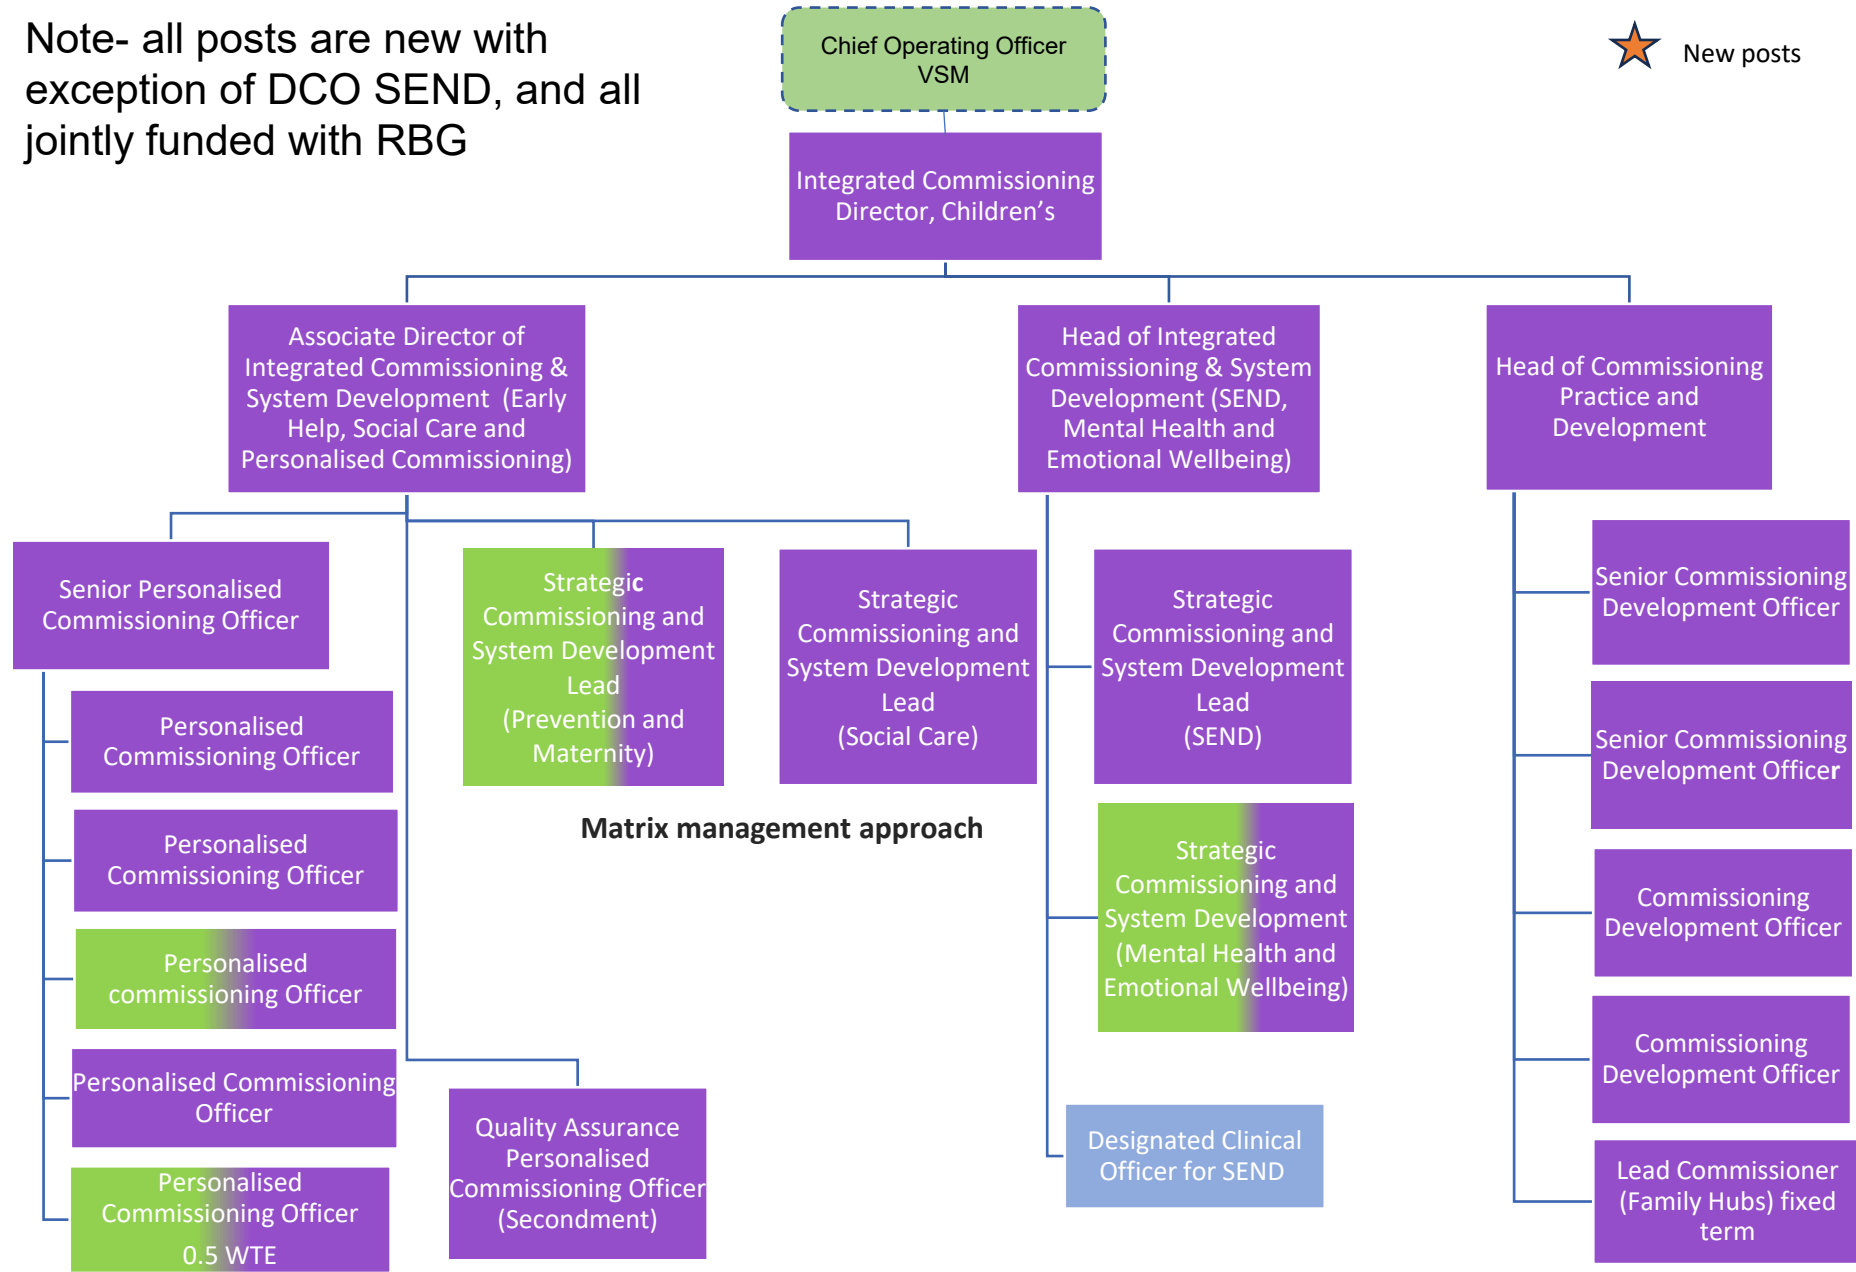 Note- all posts are new with
exception of DCO SEND, and all
jointly funded with RBG
Chief Operating Officer
VSM
New posts
Integrated Commissioning
Director, Children’s
Associate Director of
Integrated Commissioning &
System Development (Early
Help, Social Care and
Personalised Commissioning)
Head of Integrated
Commissioning & System
Development (SEND,
Mental Health and
Emotional Wellbeing)
Head of Commissioning
Practice and
Development
Senior Personalised
Commissioning Officer
Strategic
Commissioning and
System Development
Lead
(Prevention and
Maternity)
Strategic
Commissioning and
System Development
Lead
(Social Care)
Strategic
Commissioning and
System Development
Lead
(SEND)
Senior Commissioning
Development Officer
Senior Commissioning
Development Officer
Personalised
Commissioning Officer
Personalised
Commissioning Officer
Personalised
commissioning Officer
Personalised Commissioning
Officer
Personalised
Commissioning Officer
0.5 WTE
Matrix management approach
Quality Assurance
Personalised
Commissioning Officer
(Secondment)
Strategic
Commissioning and
System Development
(Mental Health and
Emotional Wellbeing)
Designated Clinical
Officer for SEND
Commissioning
Development Officer
Commissioning
Development Officer
Lead Commissioner
(Family Hubs) fixed
term